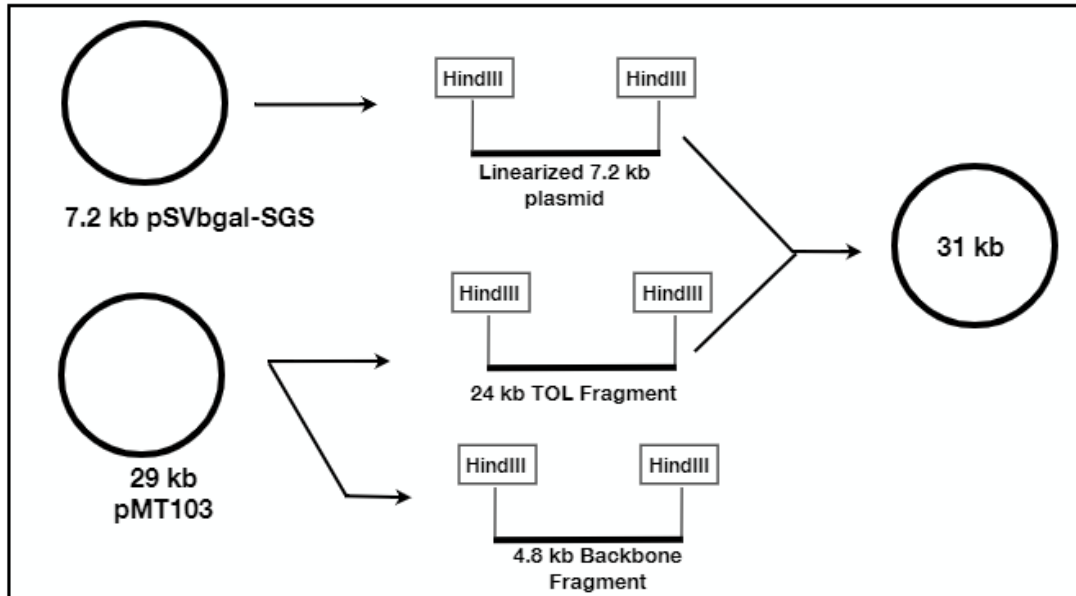 HindIII
HindIII
Linearized 7.2 kb
plasmid
7.2 kb pSVbgal-SGS
31 kb
HindIII
HindIII
24 kb TOL Fragment
29 kb
pMT103
HindIII
HindIII
4.8 kb Backbone
Fragment